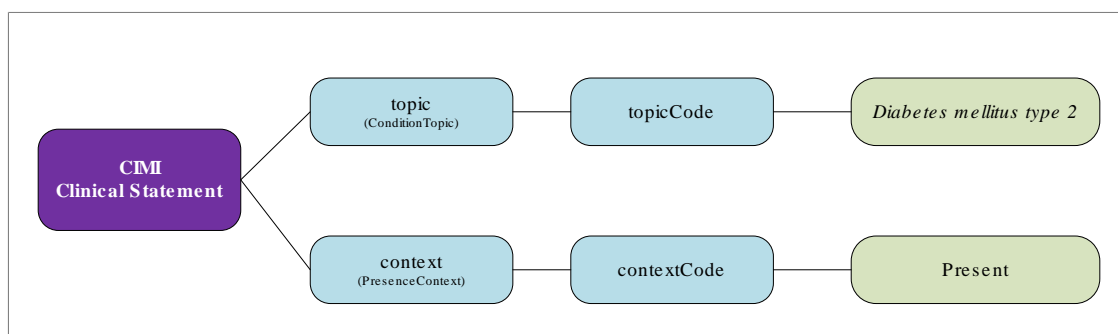 CIMI
Clinical Statement
topic
(ConditionTopic)
topicCode
Diabetes mellitus type 2
context
(PresenceContext)
contextCode
Present